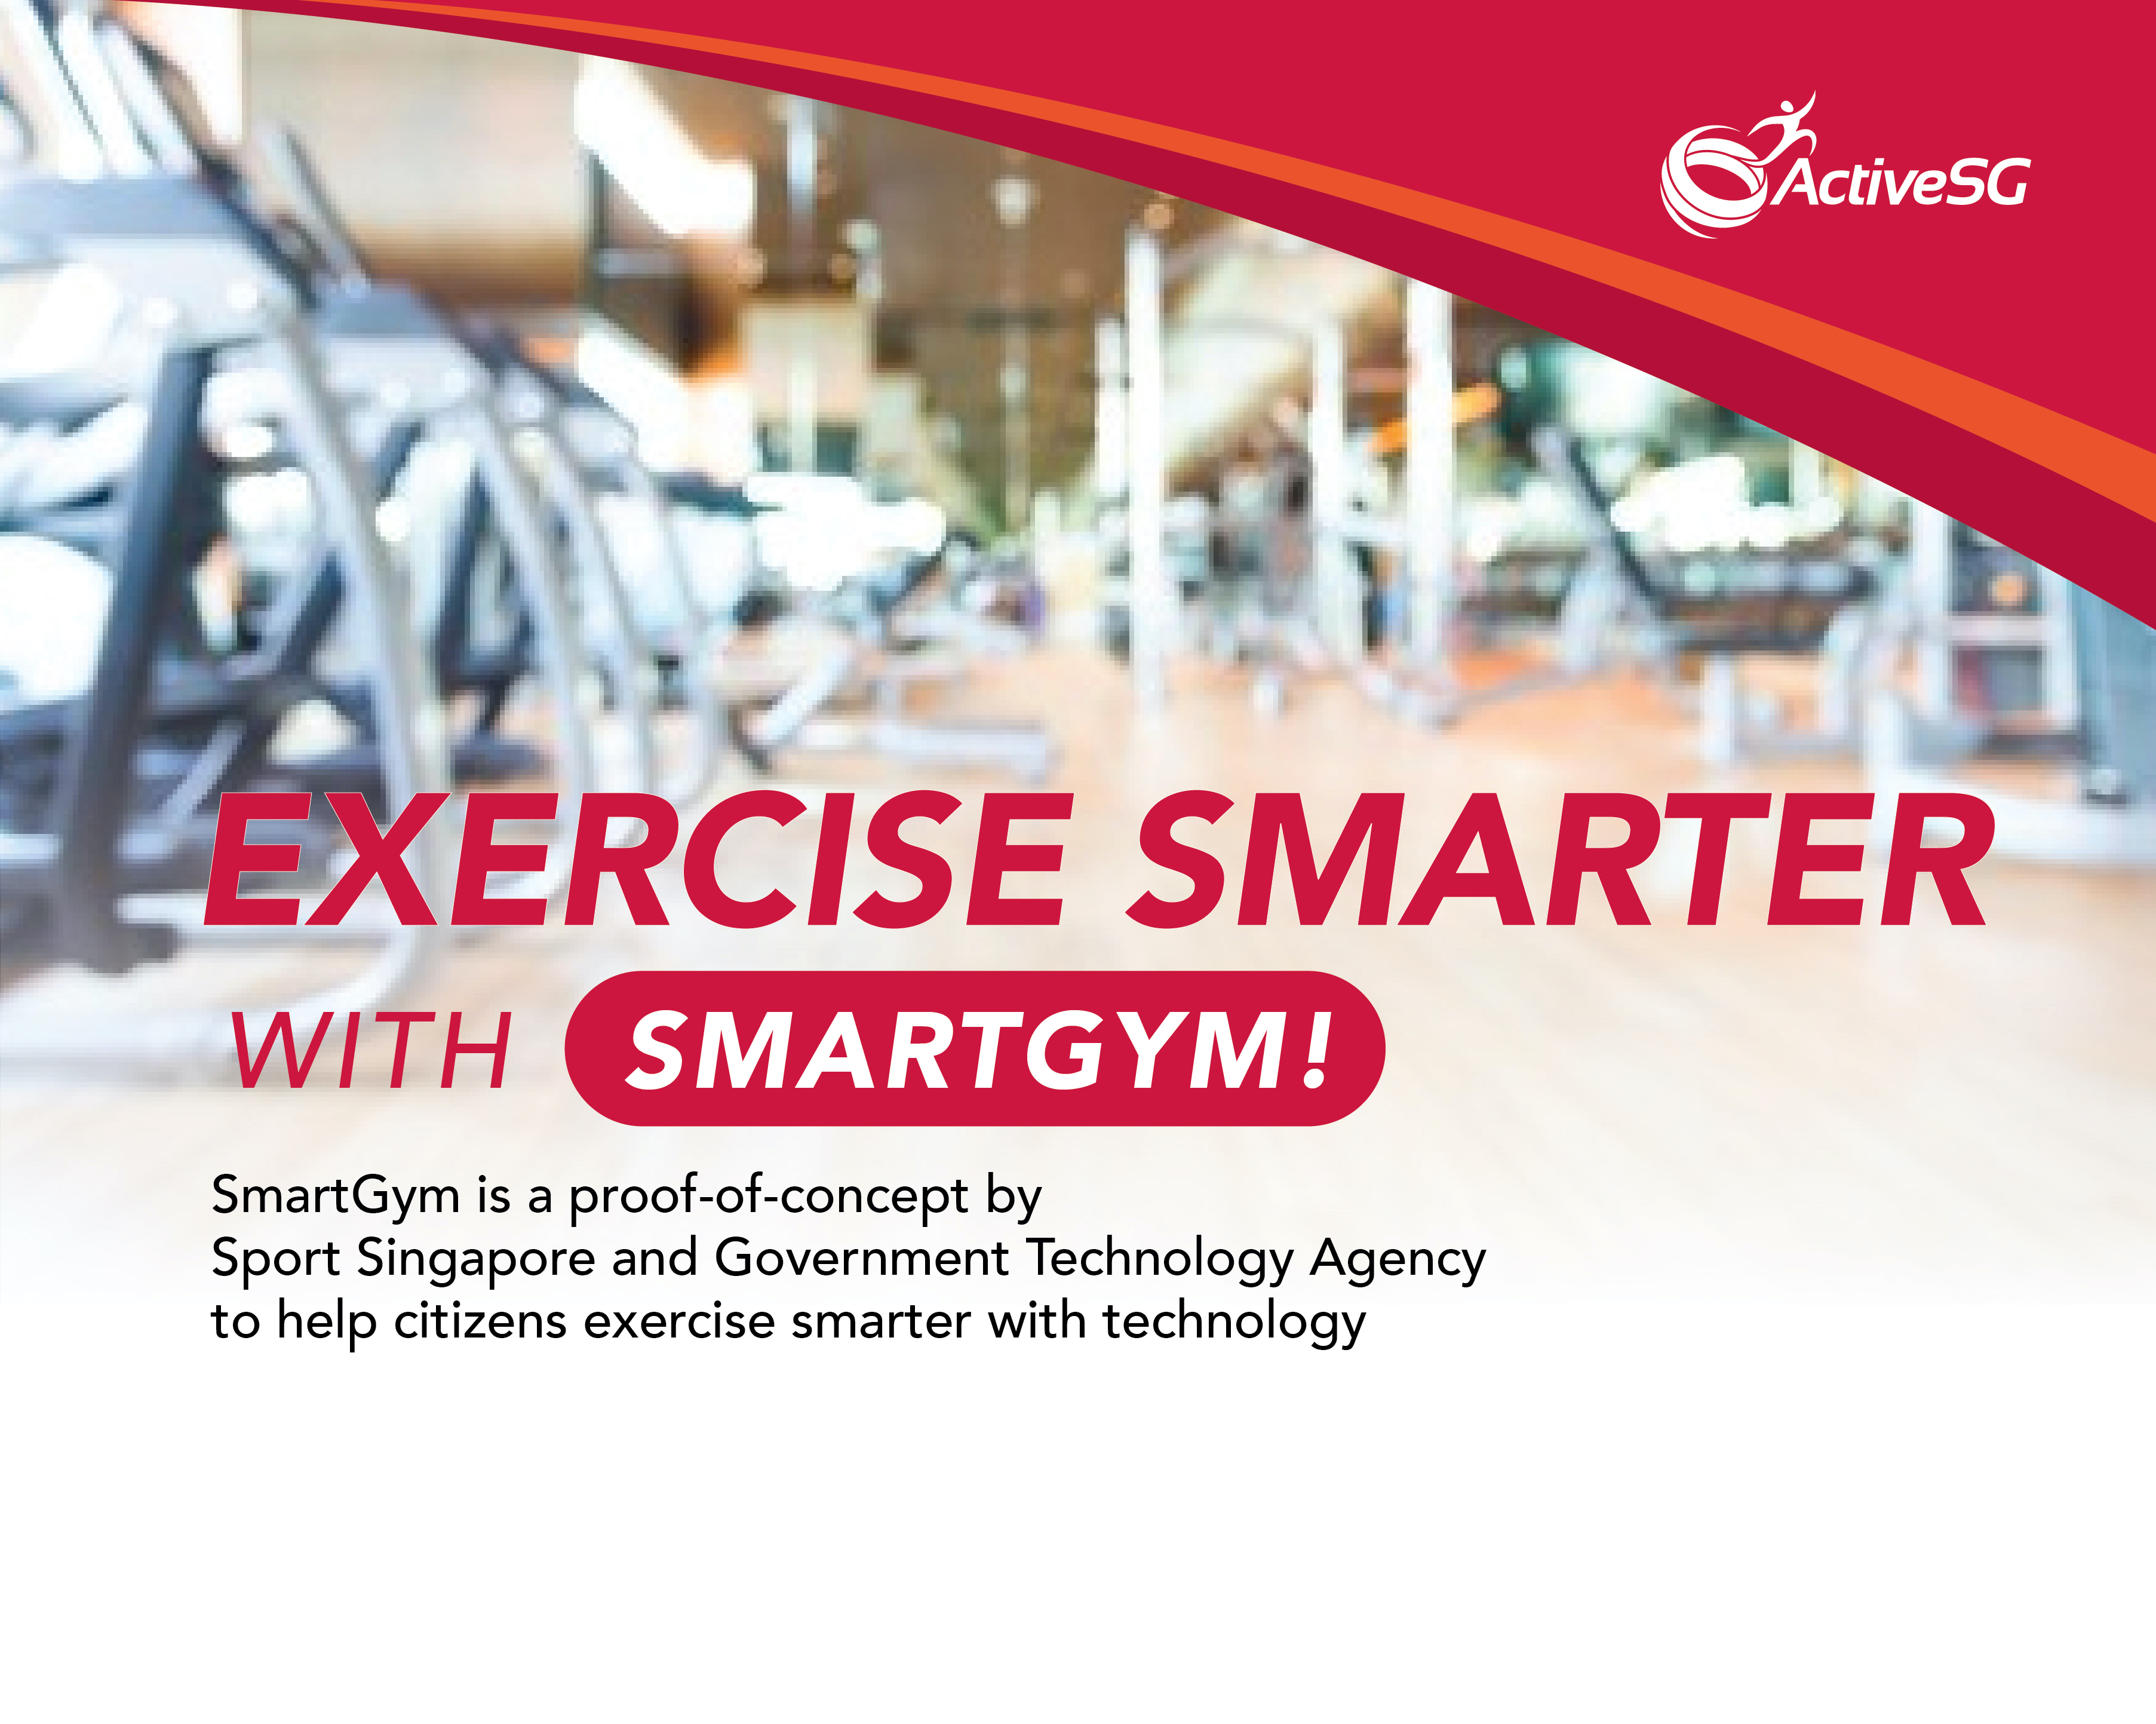 ActiveSG
EXERCISE SMARTER
WITH SMARTGYM!
SmartGym is a proof-of-concept by
Sport Singapore and Government Technology Agency
to help citizens exercise smarter with technology